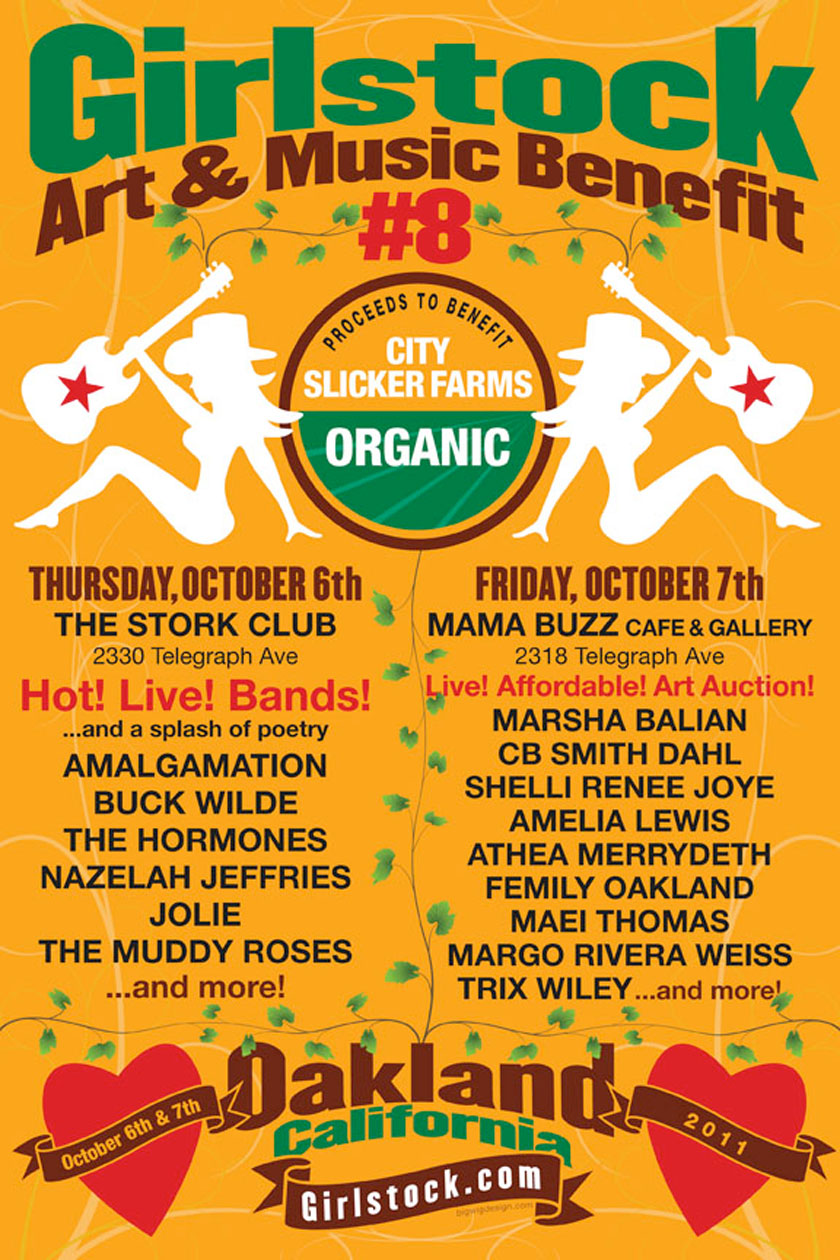 Girlstock
Art & Music Benefit
#8
PROCEEDS TO BENEFIT
CITY
SLICKER FARMS
ORGANIC
THURSDAY, OCTOBER 6th
THE STORK CLUB
2330 Telegraph Ave
Hot! Live! Bands!
...and a splash of poetry
AMALGAMATION
BUCK WILDE
THE HORMONES
NAZELAH JEFFRIES
JOLIE
THE MUDDY ROSES
...and more!
FRIDAY, OCTOBER 7th
MAMA BUZZ CAFE & GALLERY
2318 Telegraph Ave
Live! Affordable! Art Auction!
MARSHA BALIAN
CB SMITH DAHL
SHELLI RENEE JOYE
AMELIA LEWIS
ATHEA MERRYDETH
FEMILY OAKLAND
MAEI THOMAS
MARGO RIVERA WEISS
TRIX WILEY...and more!
Oakland
California
October 6th & 7th
2011
Girlstock.com
bigwigdesign.com